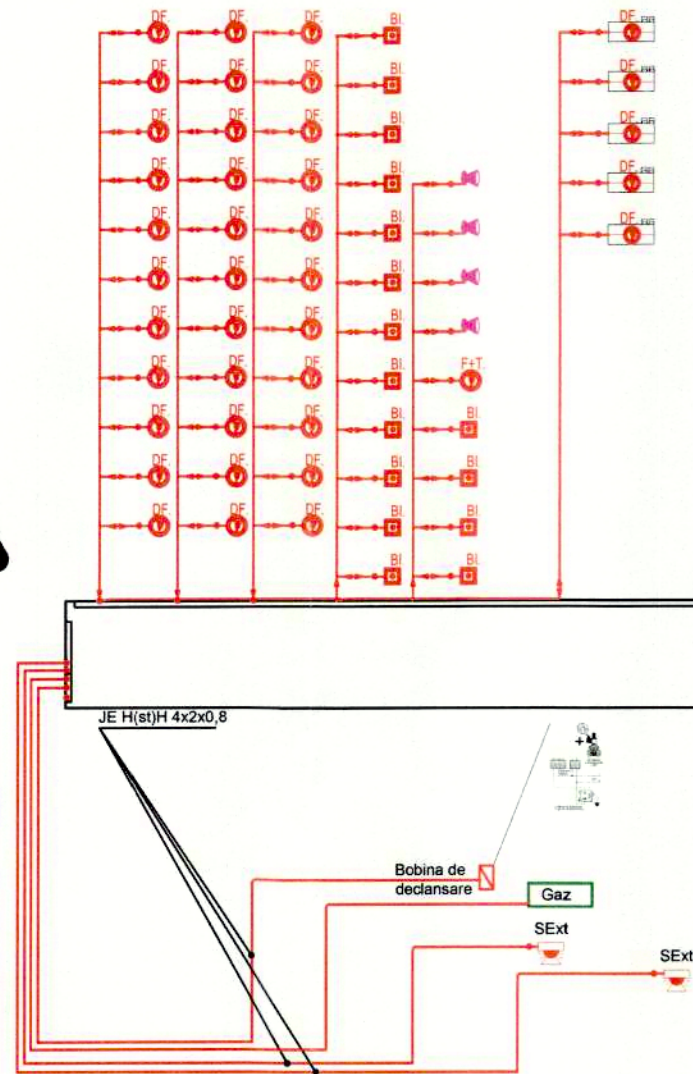 DF. DF. DF. BI. DF.
DF. DF. DF. BI. DF.
DF. DF. DF. BI. DF.
DF. DF. DF. BI. DF.
DF. DF. DF. BI. DF.
DF. DF. DF. BI.
DF. DF. DF. BI.
DF. DF. DF. BI. F+T.
DF. DF. DF. BI. BI.
DF. DF. DF. BI. BI.
DF. DF. DF. BI. BI.
BI. BI.
JE H(st)H 4x2x0,8
Bobina de
declansare
Gaz
SExt
SExt